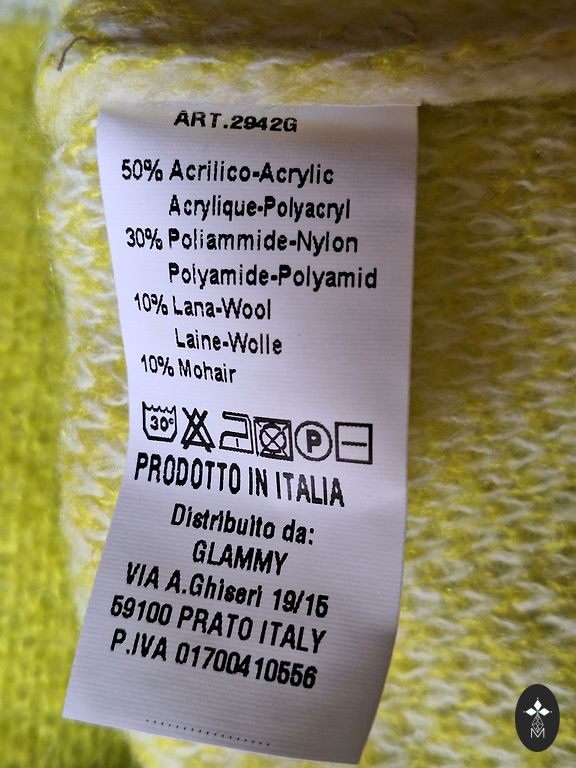 ART.2942G
50% Acrilico-Acrylic
Acrylique-Polyacryl
30% Poliammide-Nylon
Polyamide-Polyamid
10% Lana-Wool
Laine-Wolle
10% Mohair
30° P
PRODOTTO IN ITALIA
Distribuito da:
GLAMMY
VIA A.Ghiseri 19/15
59100 PRATO ITALY
P.IVA 01700410556
M